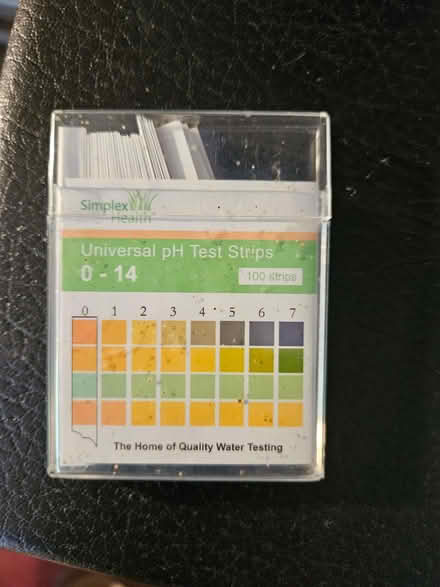 Simplex
Health
Universal pH Test Strips
0 - 14
100 strips
0 1 2 3 4 5 6 7
The Home of Quality Water Testing